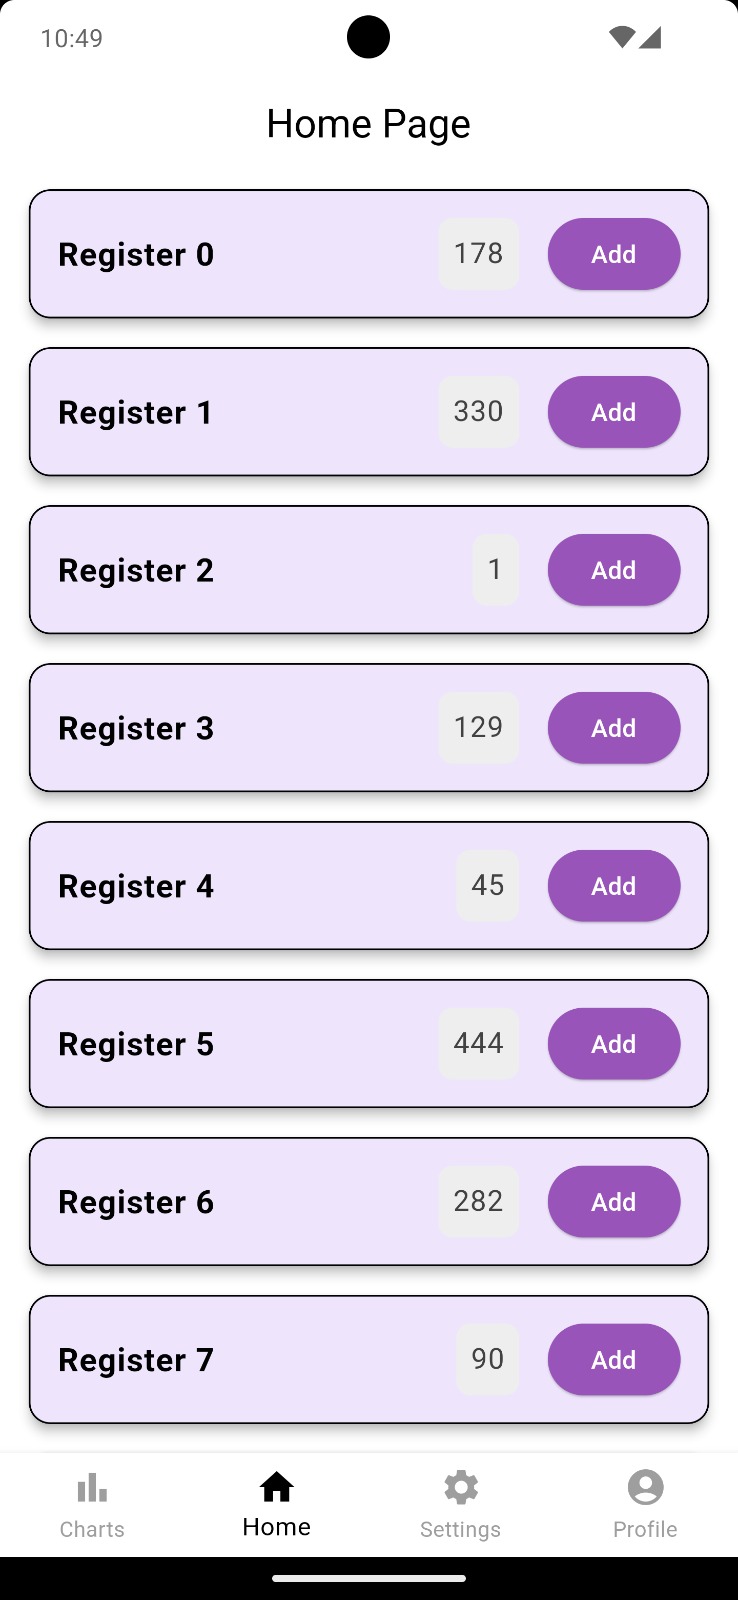 10:49
Home Page
Register 0 178 Add
Register 1 330 Add
Register 2 1 Add
Register 3 129 Add
Register 4 45 Add
Register 5 444 Add
Register 6 282 Add
Register 7 90 Add
Charts Home Settings Profile